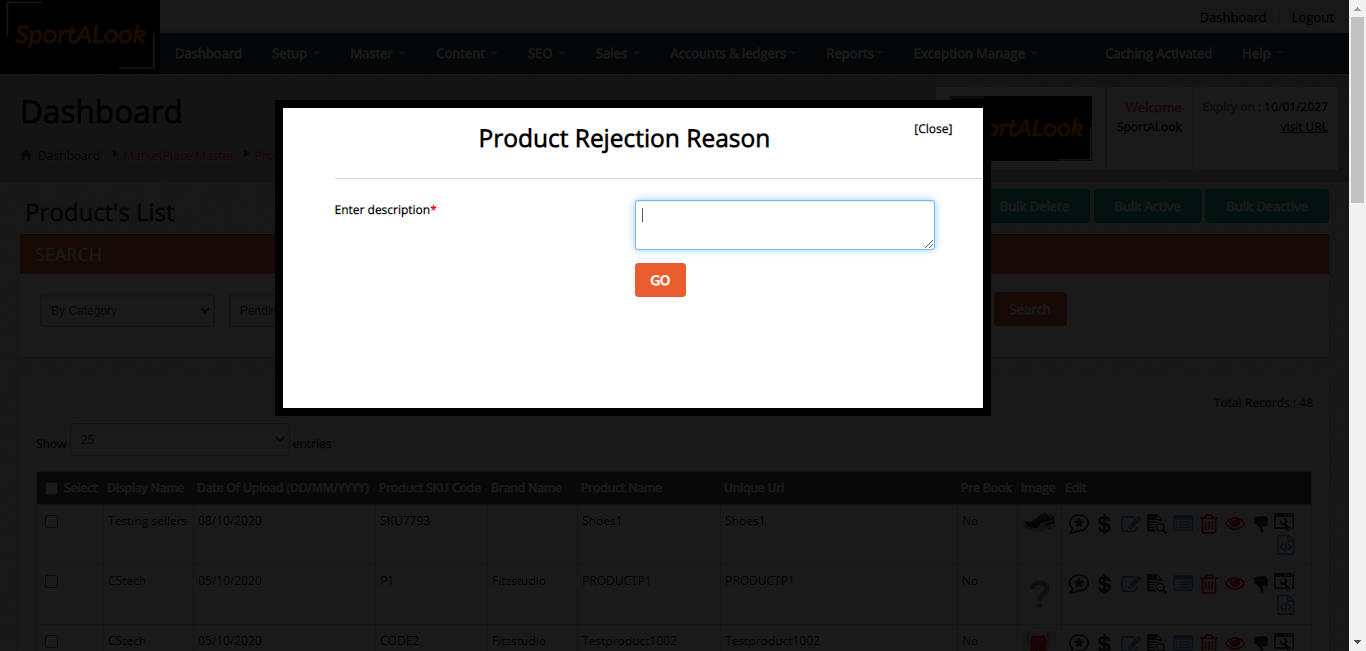 SportALook
Dashboard Logout
Dashboard Setup Master Content SEO Sales Accounts & ledgers Reports Exception Manage Caching Activated Help
Dashboard
Welcome Expiry on : 10/01/2027
SportALook visit URL
Dashboard MarketPlace Master
Product Rejection Reason
[Close]
Enter description*
GO
Product's List
Bulk Delete Bulk Active Bulk Deactive
SEARCH
By Category
Search
Total Records : 48
Show 25 entries
Select Display Name Date Of Upload (DD/MM/YYYY) Product SKU Code Brand Name Product Name Unique Url Pre Book Image Edit
Testing sellers 08/10/2020 SKU7793 Shoes1 Shoes1 No
CStech 05/10/2020 P1 Fitzstudio PRODUCTP1 PRODUCTP1 No
?
CStech 05/10/2020 CODE2 Fitzstudio Testproduct1002 Testproduct1002 No